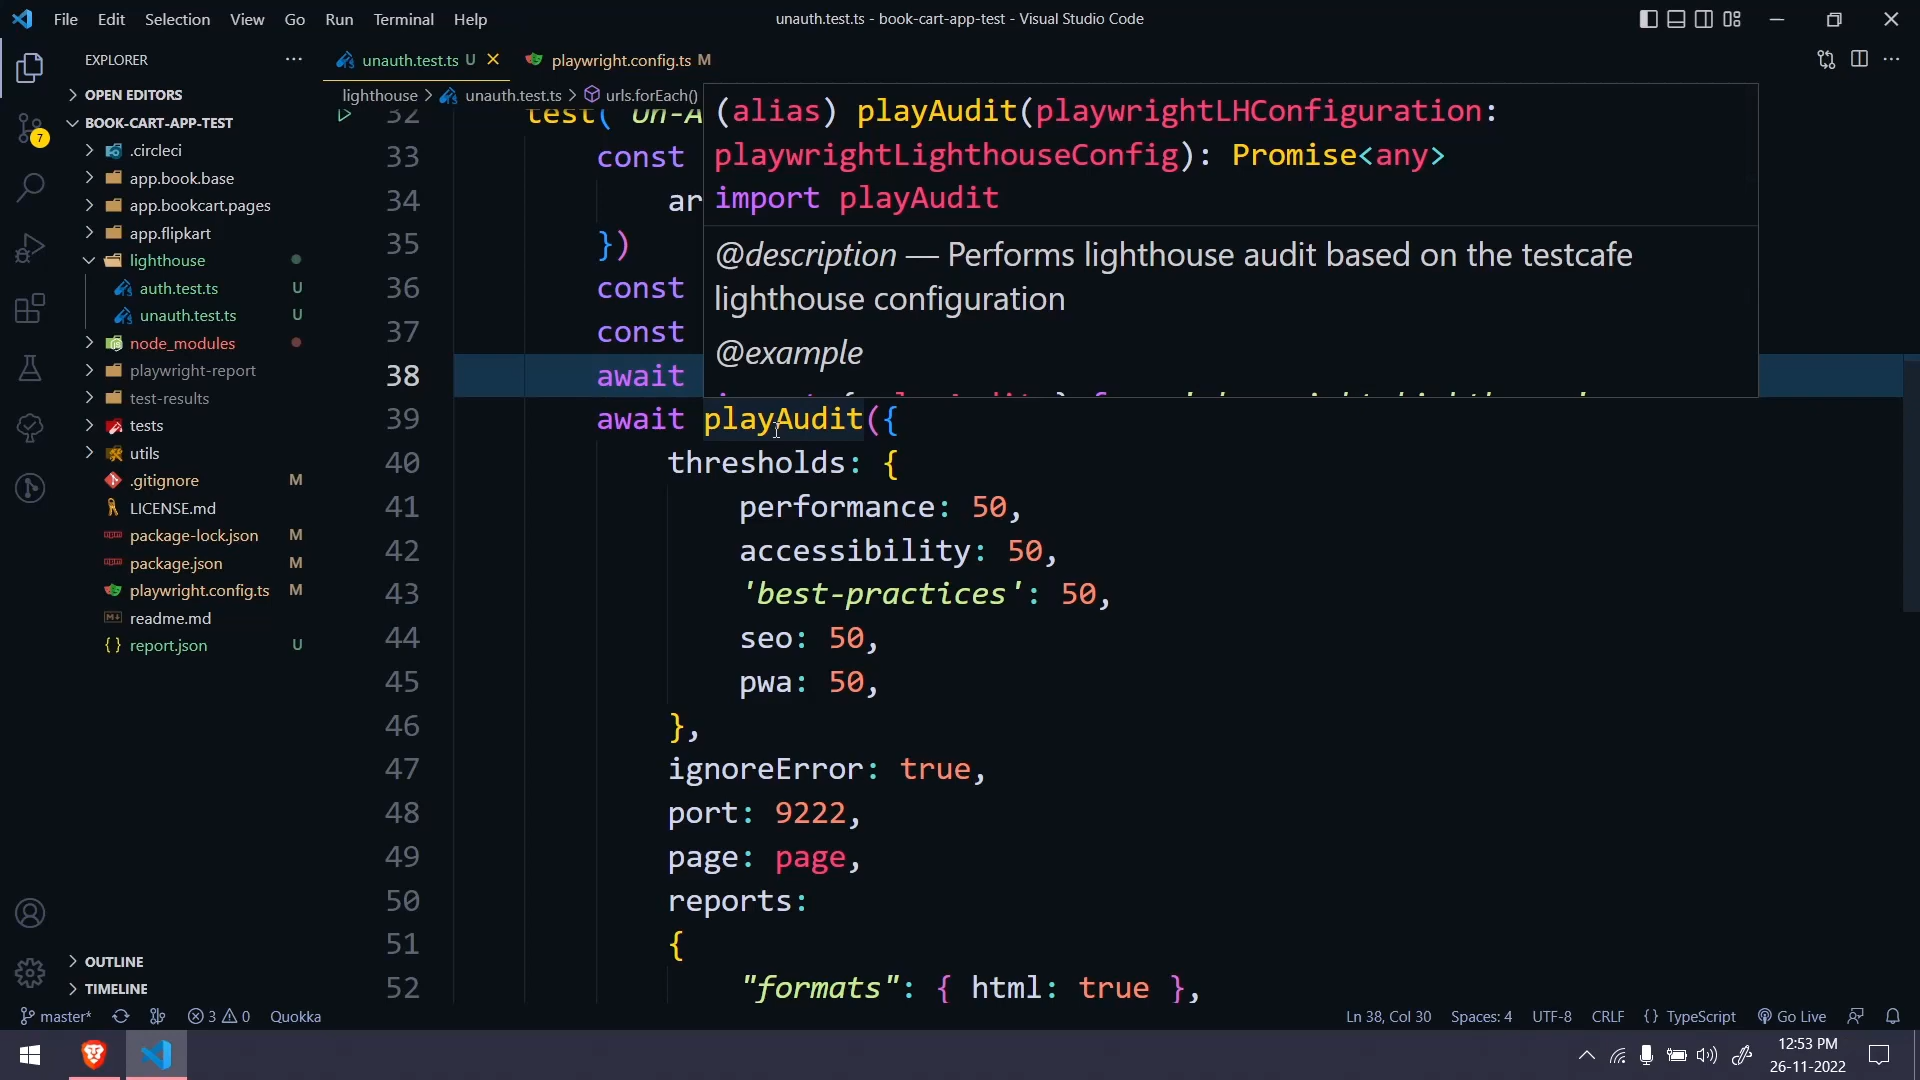 File Edit Selection View Go Run Terminal Help
unauth.test.ts - book-cart-app-test - Visual Studio Code
EXPLORER
unauth.test.ts U
playwright.config.ts M
OPEN EDITORS
BOOK-CART-APP-TEST
.circleci
app.book.base
app.bookcart.pages
app.flipkart
lighthouse
auth.test.ts U
unauth.test.ts U
node_modules
playwright-report
test-results
tests
utils
.gitignore M
LICENSE.md
package-lock.json M
package.json M
playwright.config.ts M
readme.md
report.json U
OUTLINE
TIMELINE
7
lighthouse > unauth.test.ts > urls.forEach()
(alias) playAudit(playwrightLHConfiguration:
playwrightLighthouseConfig): Promise<any>
import playAudit
@description — Performs lighthouse audit based on the testcafe
lighthouse configuration
@example
32 test(`Un-A
33 const
34 ar
35 })
36 const
37 const
38 await
39 await playAudit({
40 thresholds: {
41 performance: 50,
42 accessibility: 50,
43 'best-practices': 50,
44 seo: 50,
45 pwa: 50,
46 },
47 ignoreError: true,
48 port: 9222,
49 page: page,
50 reports:
51 {
52 "formats": { html: true },
master* 3 0 Quokka
Ln 38, Col 30 Spaces: 4 UTF-8 CRLF {} TypeScript Go Live
12:53 PM
26-11-2022